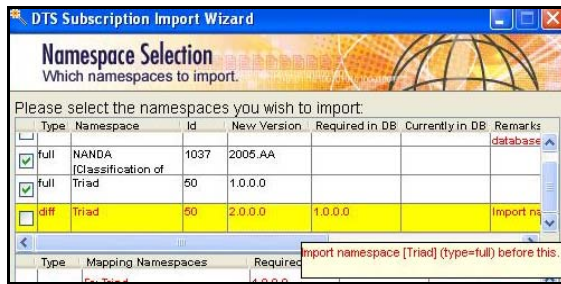 DTS Subscription Import Wizard
Namespace Selection
Which namespaces to import.
Please select the namespaces you wish to import:
Type Namespace Id New Version Required in DB Currently in DB Remarks
database
full NANDA 1037 2005.AA
[Classification of
full Triad 50 1.0.0.0
diff Triad 50 2.0.0.0 1.0.0.0 Import na
Import namespace [Triad] (type=full) before this.
Type Mapping Namespaces Required